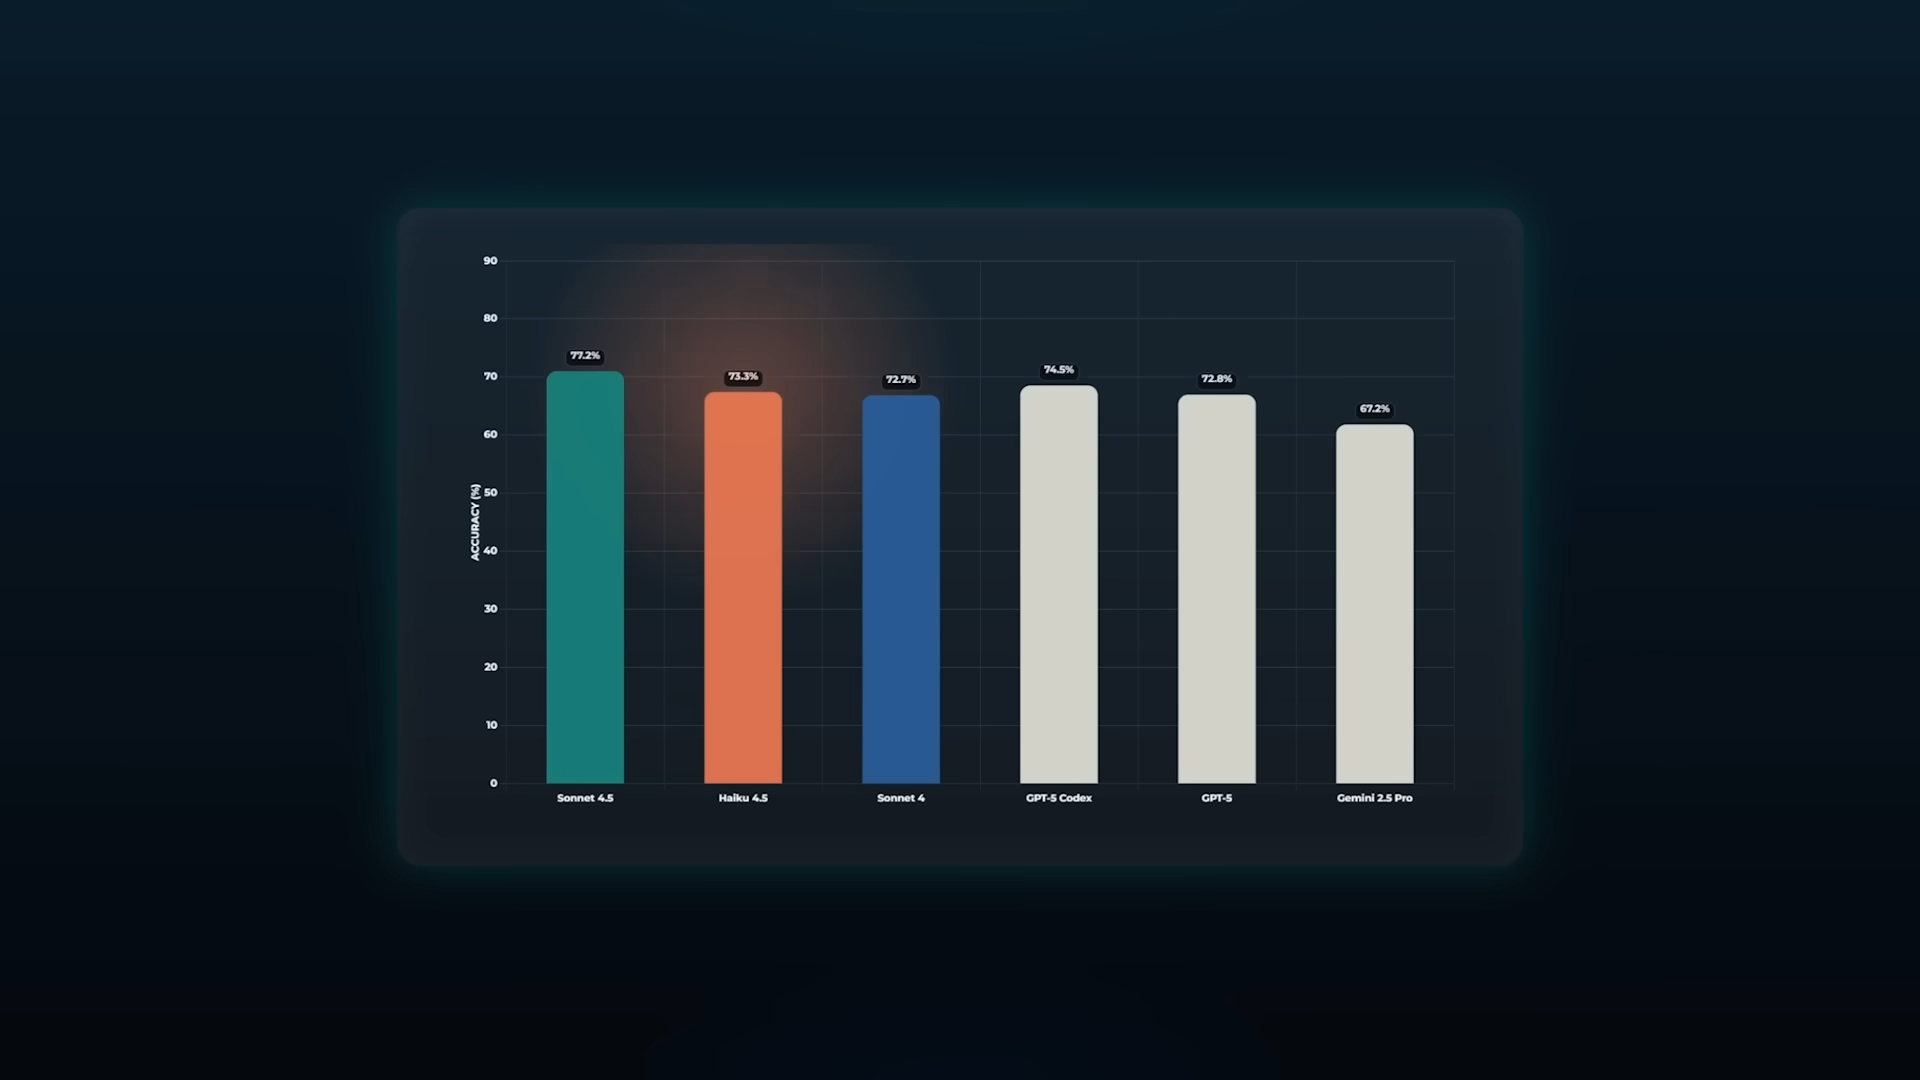 90
80
77.2%
73.3%
72.7%
74.5%
72.8%
67.2%
70
60
50
ACCURACY (%)
40
30
20
10
0
Sonnet 4.5
Haiku 4.5
Sonnet 4
GPT-5 Codex
GPT-5
Gemini 2.5 Pro